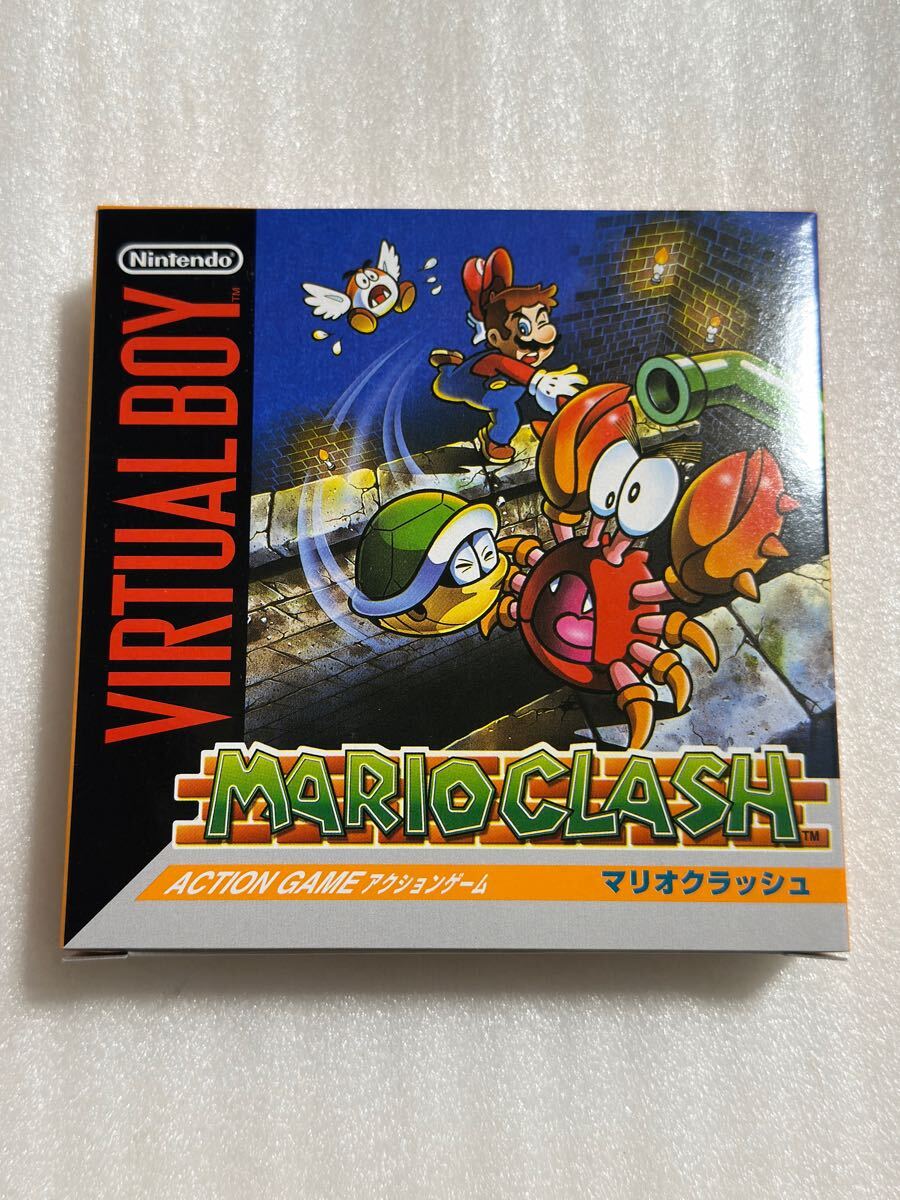 Nintendo®
VIRTUAL BOY™
MARIO CLASH™
ACTION GAME アクションゲーム
マリオクラッシュ